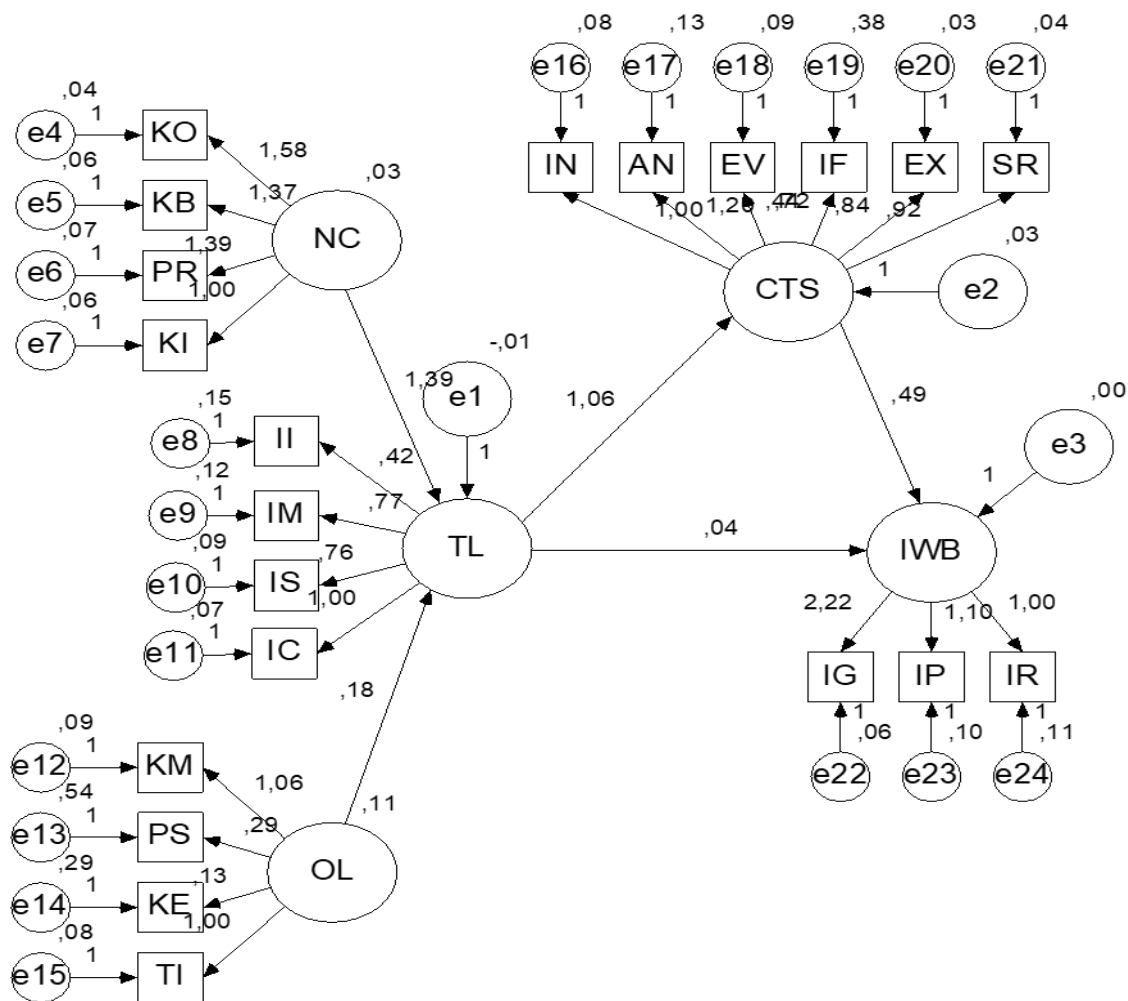 ,08 ,13 ,09 ,38 ,03 ,04
e16 e17 e18 e19 e20 e21
1 1 1 1 1 1
IN AN EV IF EX SR
1,00 1,26 ,72 ,84 ,92
CTS
1
,03
e2
,04
e4
1
KO
1,58
,06
e5
1
KB
1,37
,07
e6
1
PR
1,39
,06
e7
1
KI
1,00
NC
,03
1,39
-,01
e1
1
1,06
,49
,00
e3
1
,15
e8
1
II
,42
,12
e9
1
IM
,77
,09
e10
1
IS
,76
,07
e11
1
IC
1,00
TL
,04
IWB
2,22 1,10 1,00
IG IP IR
1 1 1
,06 ,10 ,11
e22 e23 e24
,18
,09
e12
1
KM
1,06
,54
e13
1
PS
,29
,29
e14
1
KE
,13
,08
e15
1
TI
1,00
OL
,11